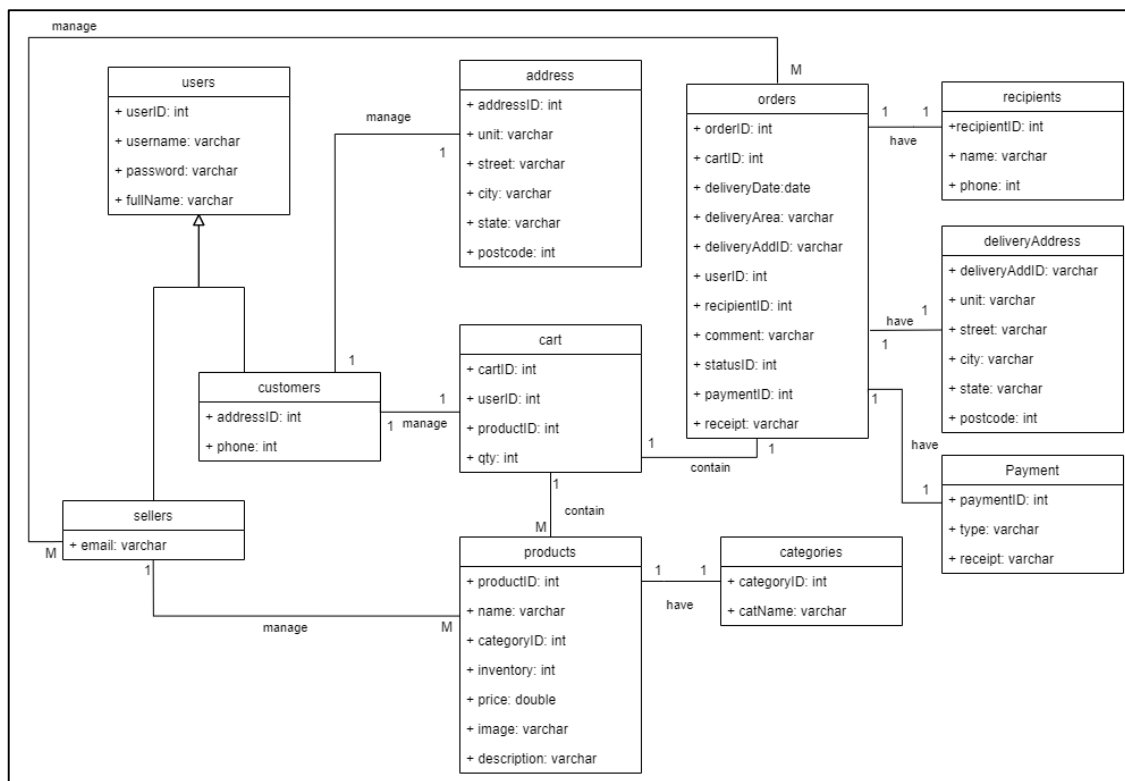 manage
M
users
+ userID: int
+ username: varchar
+ password: varchar
+ fullName: varchar
address
+ addressID: int
+ unit: varchar
+ street: varchar
+ city: varchar
+ state: varchar
+ postcode: int
manage
1
1
orders
+ orderID: int
+ cartID: int
+ deliveryDate:date
+ deliveryArea: varchar
+ deliveryAddID: varchar
+ userID: int
+ recipientID: int
+ comment: varchar
+ statusID: int
+ paymentID: int
+ receipt: varchar
1
1
have
recipients
+recipientID: int
+ name: varchar
+ phone: int
deliveryAddress
+ deliveryAddID: varchar
+ unit: varchar
+ street: varchar
+ city: varchar
+ state: varchar
+ postcode: int
1
have
1
1
have
1
Payment
+ paymentID: int
+ type: varchar
+ receipt: varchar
customers
+ addressID: int
+ phone: int
1
1
manage
cart
+ cartID: int
+ userID: int
+ productID: int
+ qty: int
1
1
contain
1
contain
M
sellers
+ email: varchar
M
1
manage
M
products
+ productID: int
+ name: varchar
+ categoryID: int
+ inventory: int
+ price: double
+ image: varchar
+ description: varchar
1
1
have
categories
+ categoryID: int
+ catName: varchar